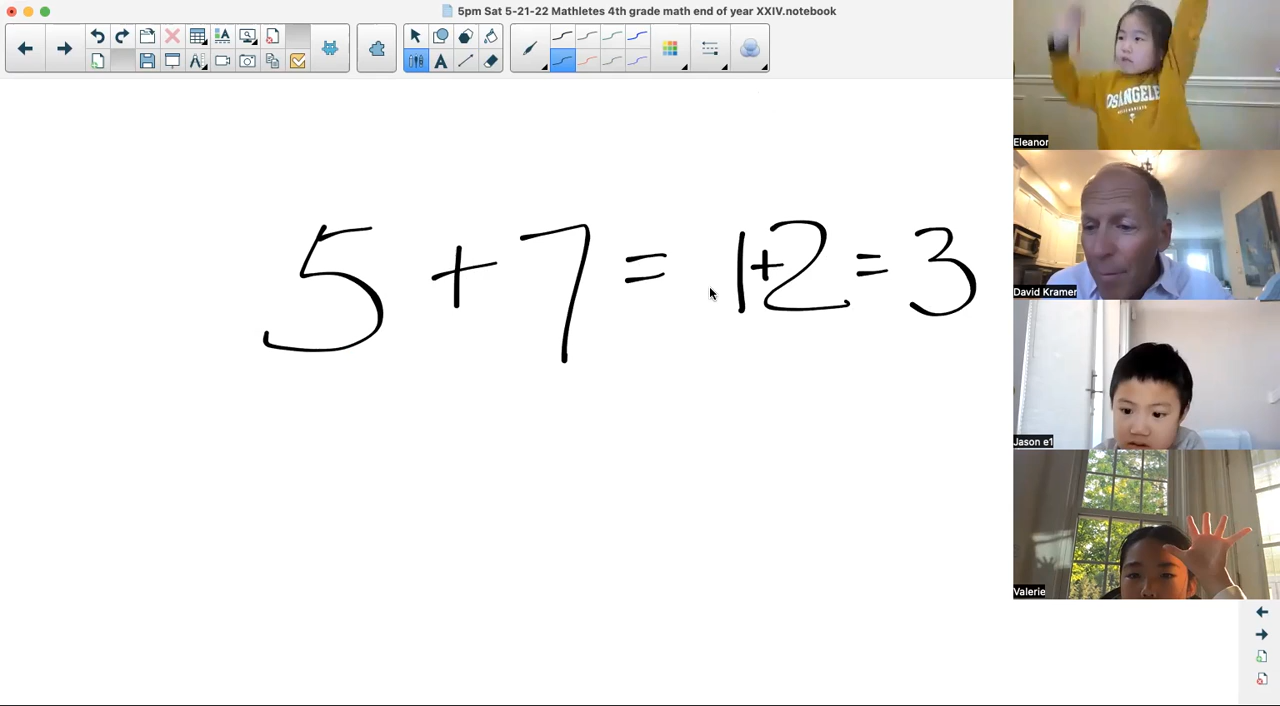 5pm Sat 5-21-22 Mathletes 4th grade math end of year XXIV.notebook
5 + 7 = 1+2 = 3
OSANGELE
Eleanor
David Kramer
Jason e1
Valerie